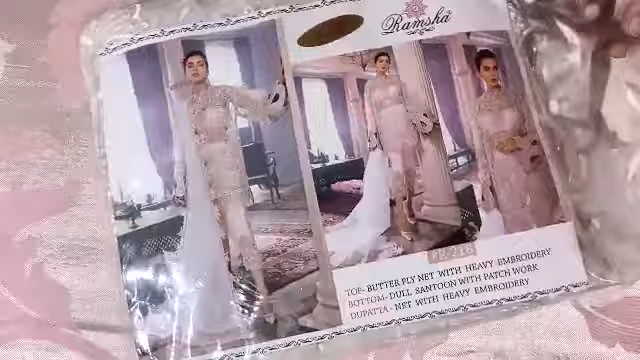 Ramsha
R-216
TOP- BUTTER FLY NET WITH HEAVY EMBROIDERY
BOTTOM- DULL SANTOON WITH PATCH WORK
DUPATTA - NET WITH HEAVY EMBROIDERY